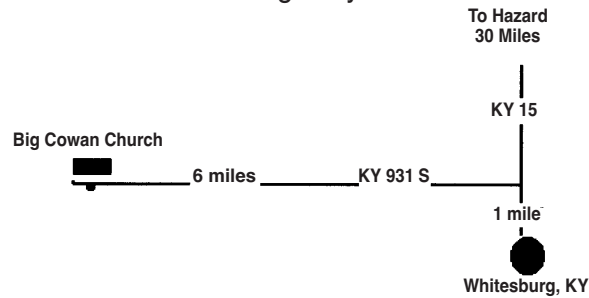 To Hazard
30 Miles
KY 15
Big Cowan Church
6 miles
KY 931 S
1 mile
Whitesburg, KY